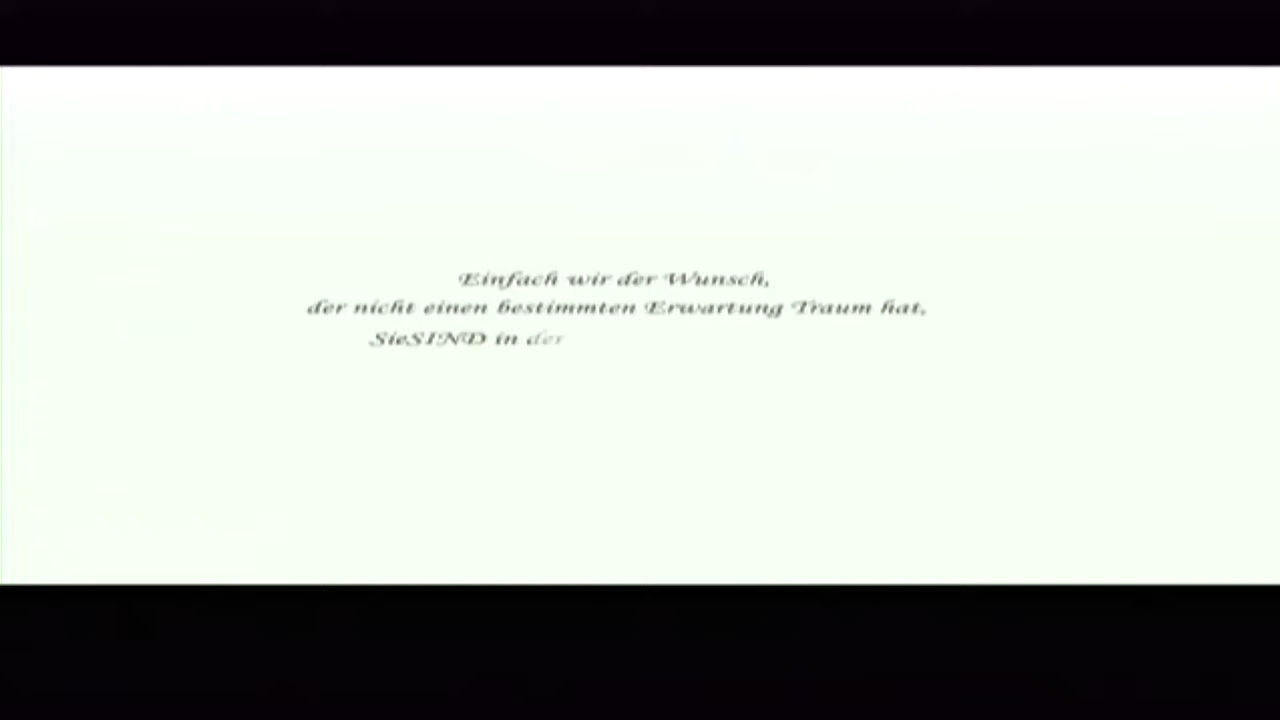 Einfach wir der Wunsch,
der nicht einen bestimmten Erwartung Traum hat,
SieSIND in der